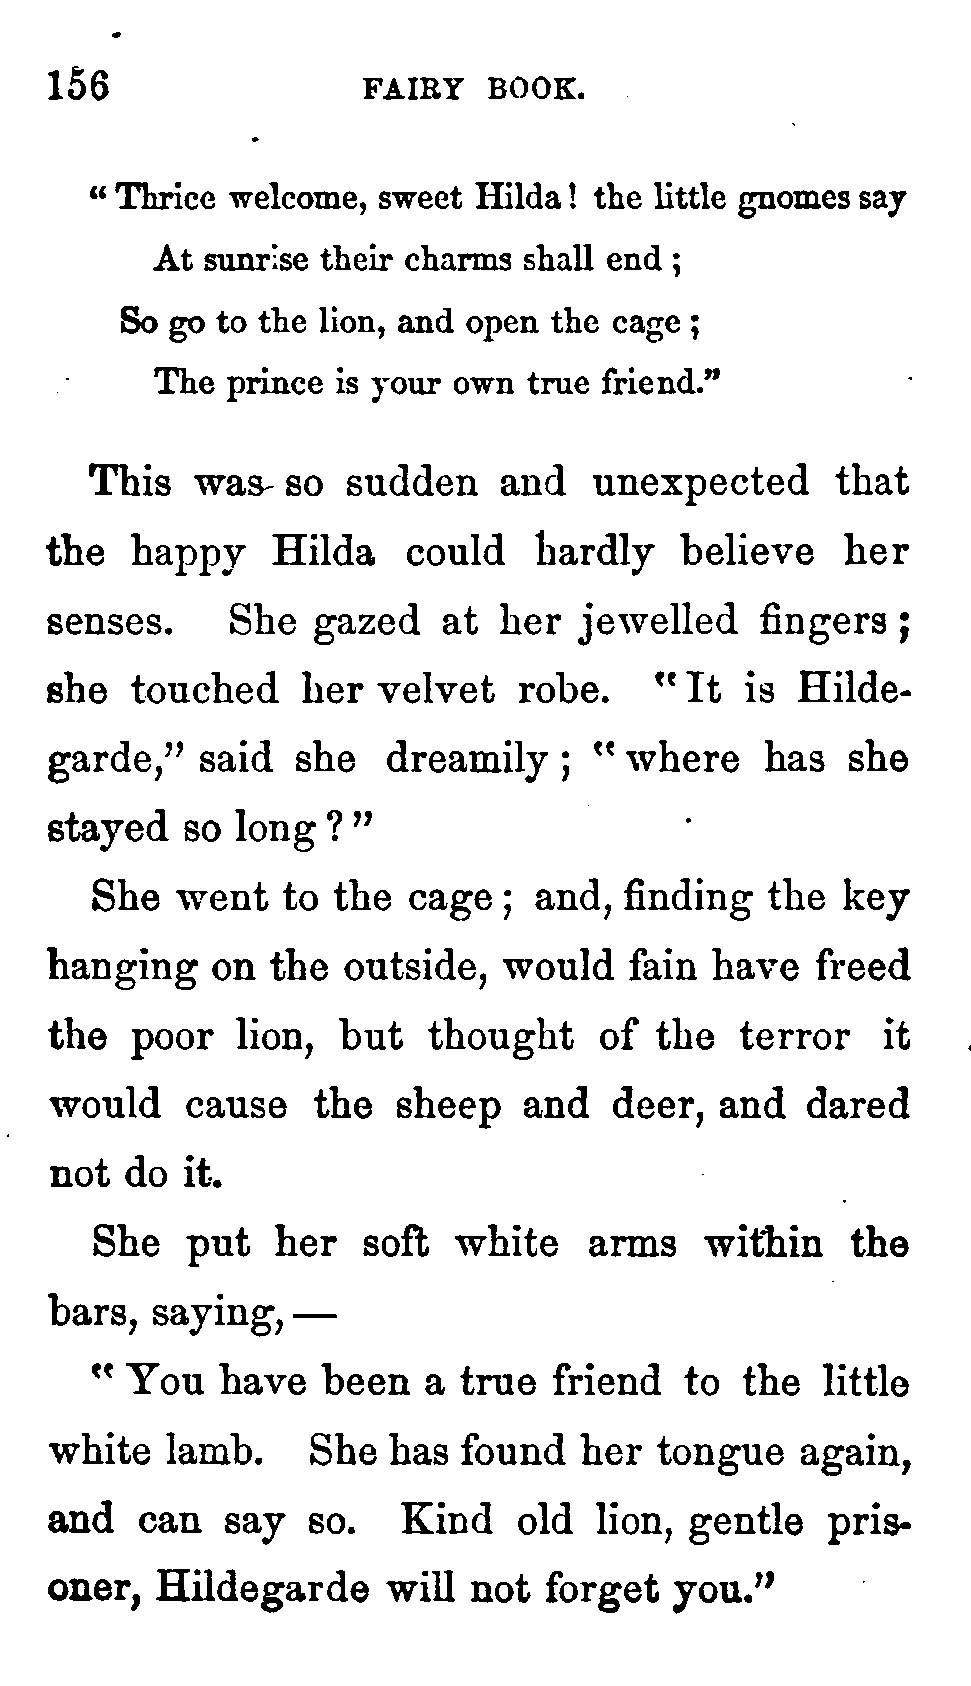 156 FAIRY BOOK.
“Thrice welcome, sweet Hilda! the little gnomes say
At sunrise their charms shall end;
So go to the lion, and open the cage;
The prince is your own true friend.”
This was so sudden and unexpected that
the happy Hilda could hardly believe her
senses. She gazed at her jewelled fingers;
she touched her velvet robe. “It is Hilde-
garde,” said she dreamily; “where has she
stayed so long?”
She went to the cage; and, finding the key
hanging on the outside, would fain have freed
the poor lion, but thought of the terror it
would cause the sheep and deer, and dared
not do it.
She put her soft white arms within the
bars, saying,—
“You have been a true friend to the little
white lamb. She has found her tongue again,
and can say so. Kind old lion, gentle pris-
oner, Hildegarde will not forget you.”